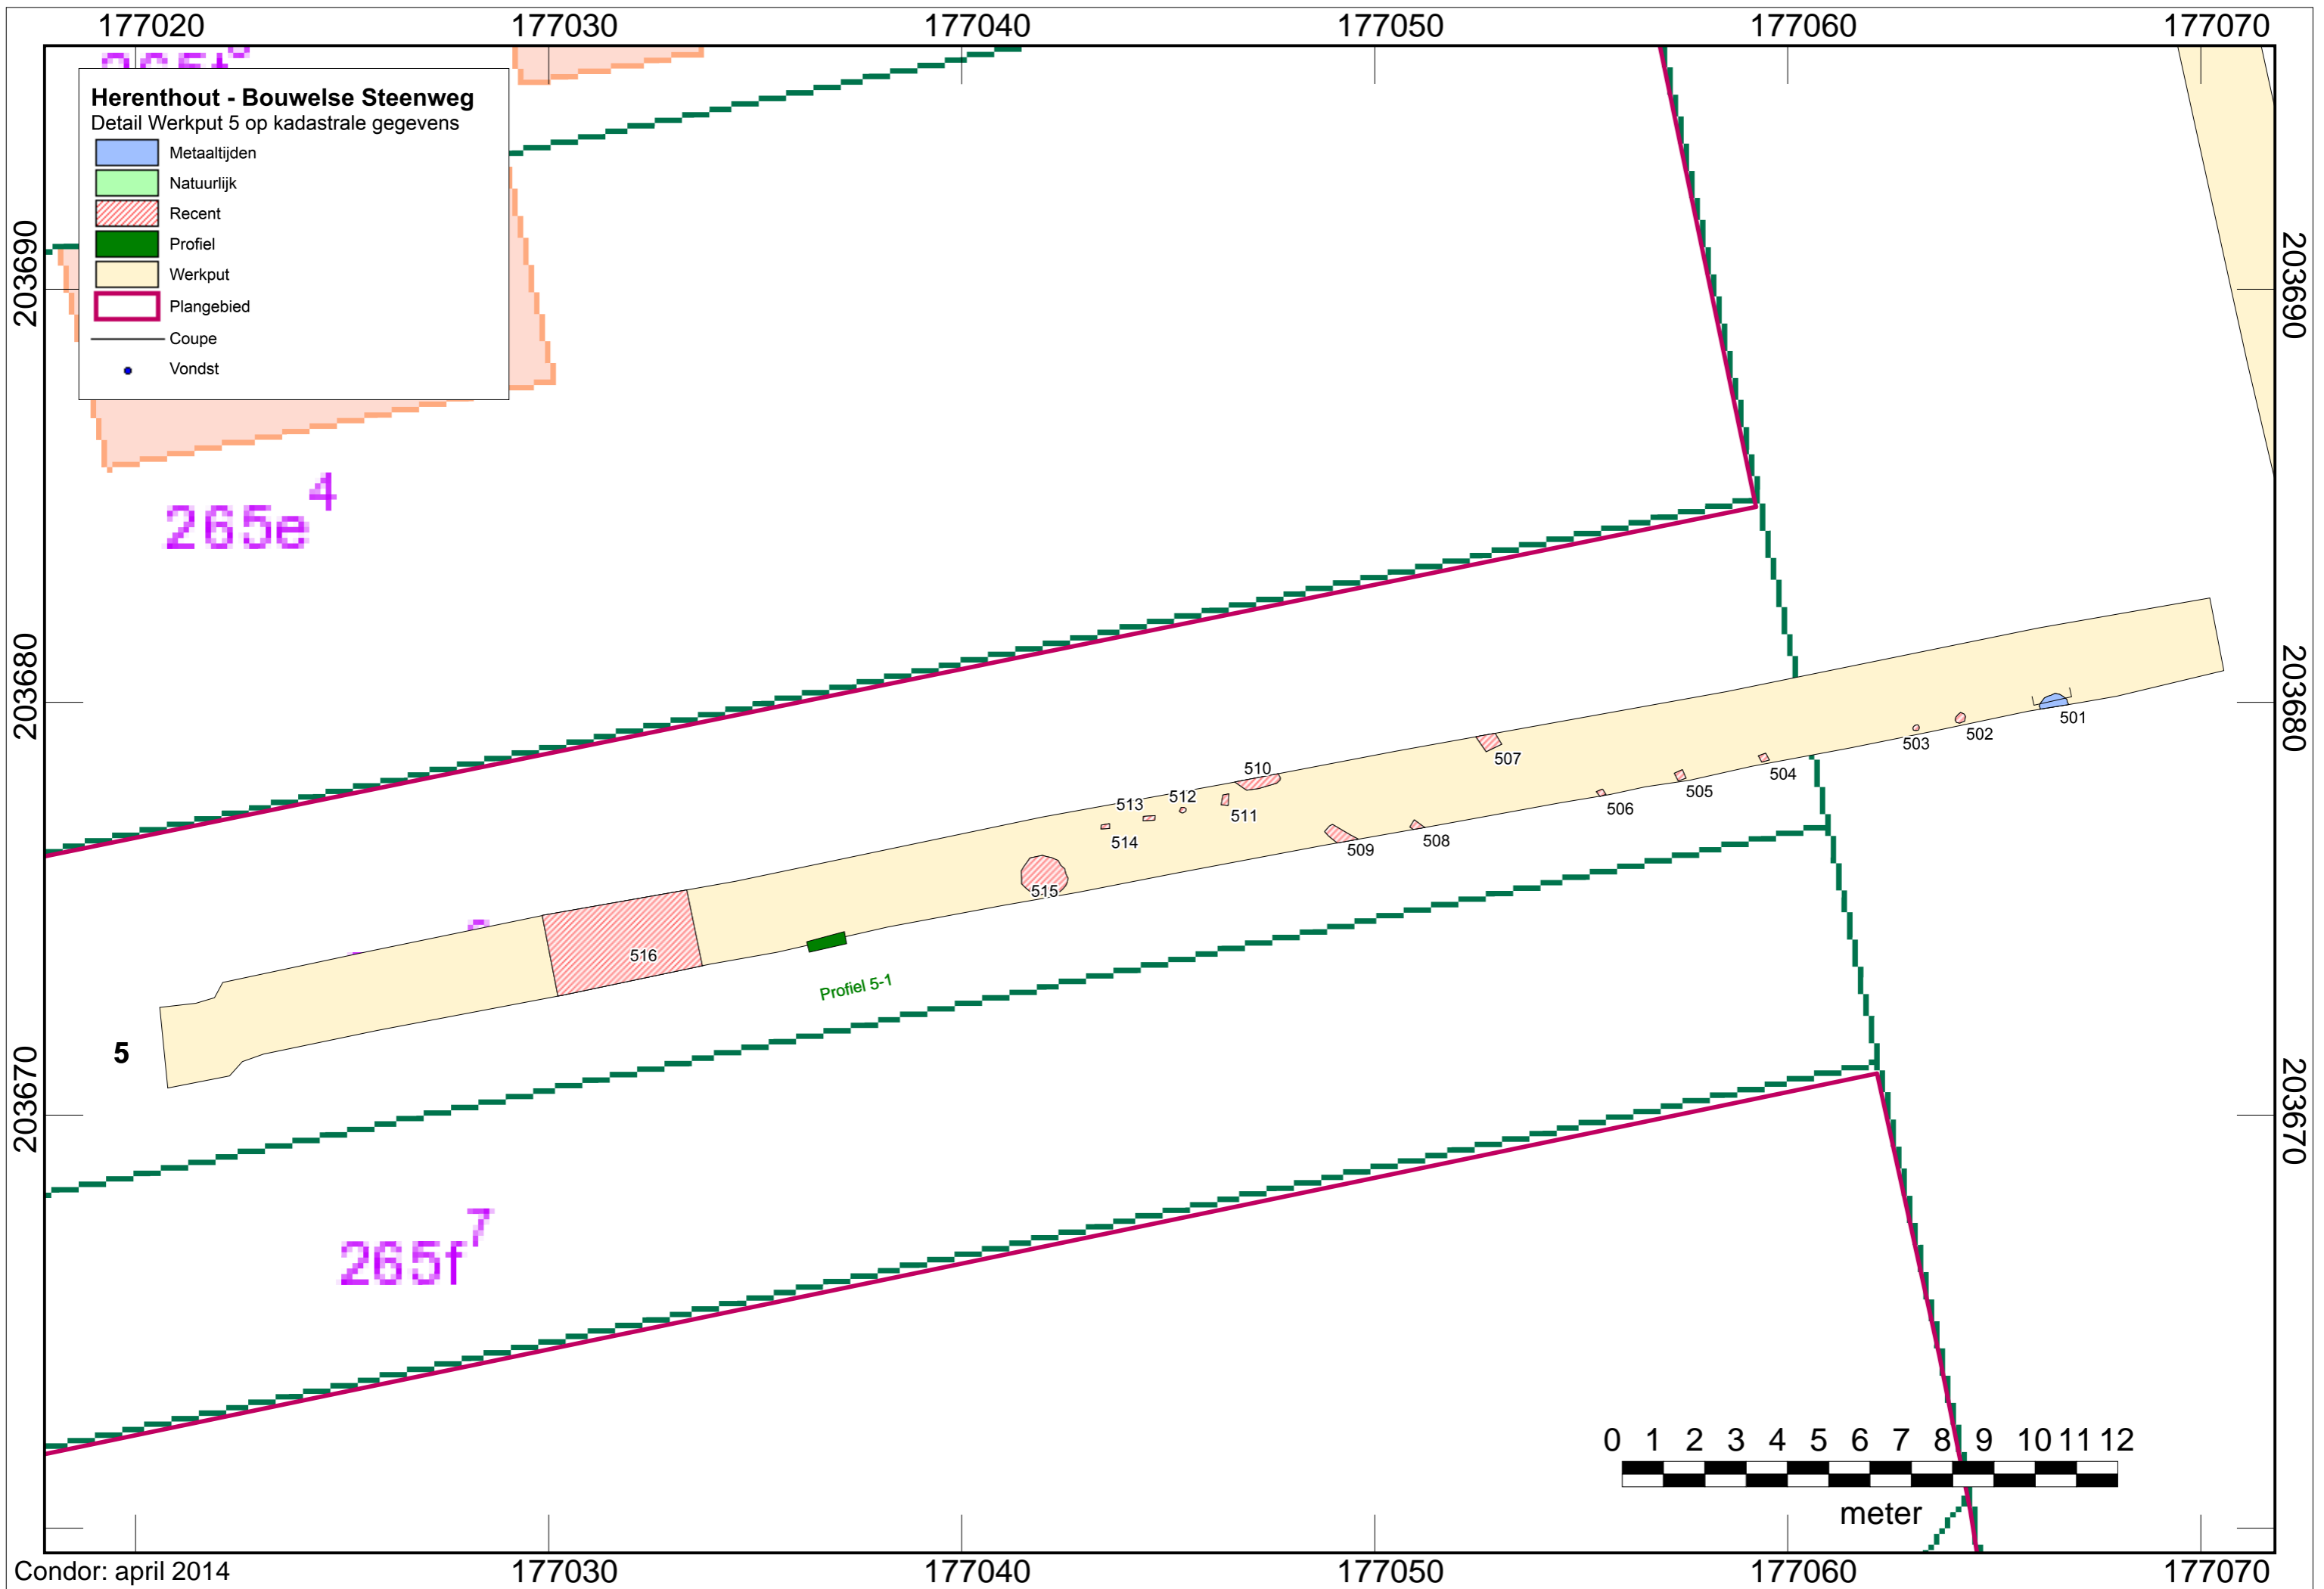 177020 177030 177040 177050 177060 177070
Herenthout - Bouwelse Steenweg
Detail Werkput 5 op kadastrale gegevens
Metaaltijden
Natuurlijk
Recent
Profiel
Werkput
Plangebied
Coupe
Vondst
203690
203690
265e4
203680
203680
501
502
503
504
505
506
507
508
509
510
511
512
513
514
515
516
Profiel 5-1
5
203670
203670
265f7
0 1 2 3 4 5 6 7 8 9 10 11 12
meter
Condor: april 2014
177030 177040 177050 177060 177070